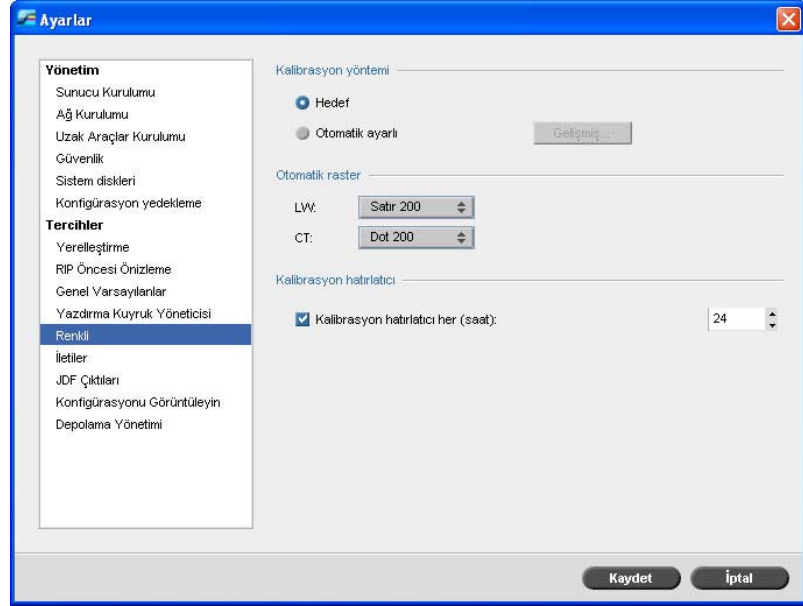 Ayarlar
Yönetim
Sunucu Kurulumu
Ağ Kurulumu
Uzak Araçlar Kurulumu
Güvenlik
Sistem diskleri
Konfigürasyon yedekleme
Tercihler
Yerelleştirme
RIP Öncesi Önizleme
Genel Varsayılanlar
Yazdırma Kuyruk Yöneticisi
Renkli
İletiler
JDF Çıktıları
Konfigürasyonu Görüntüleyin
Depolama Yönetimi
Kalibrasyon yöntemi
Hedef
Otomatik ayarlı Gelişmiş...
Otomatik raster
LW: Satır 200
CT: Dot 200
Kalibrasyon hatırlatıcı
Kalibrasyon hatırlatıcı her (saat): 24
Kaydet İptal